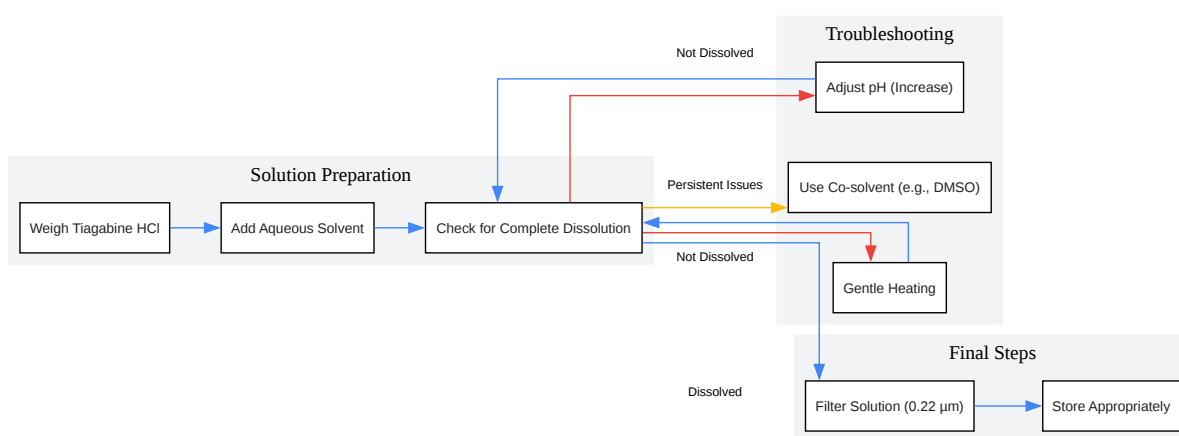 Troubleshooting
Not Dissolved
Adjust pH (Increase)
Solution Preparation
Persistent Issues
Use Co-solvent (e.g., DMSO)
Weigh Tiagabine HCl
Add Aqueous Solvent
Check for Complete Dissolution
Not Dissolved
Gentle Heating
Final Steps
Dissolved
Filter Solution (0.22 µm)
Store Appropriately